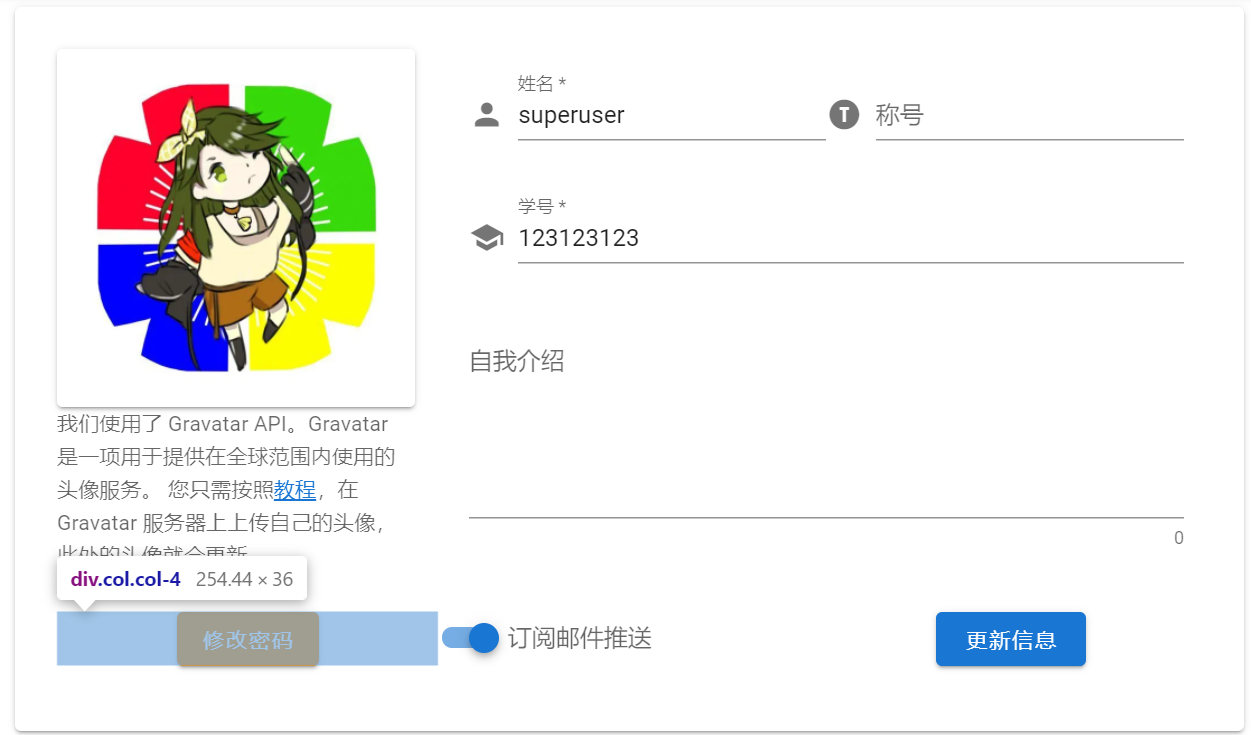 姓名 *
superuser
T 称号
学号 *
123123123
自我介绍
我们使用了 Gravatar API。Gravatar
是一项用于提供在全球范围内使用的
头像服务。 您只需按照教程，在
Gravatar 服务器上上传自己的头像，
此处的头像就会更新
0
div.col.col-4 254.44 × 36
修改密码
订阅邮件推送
更新信息